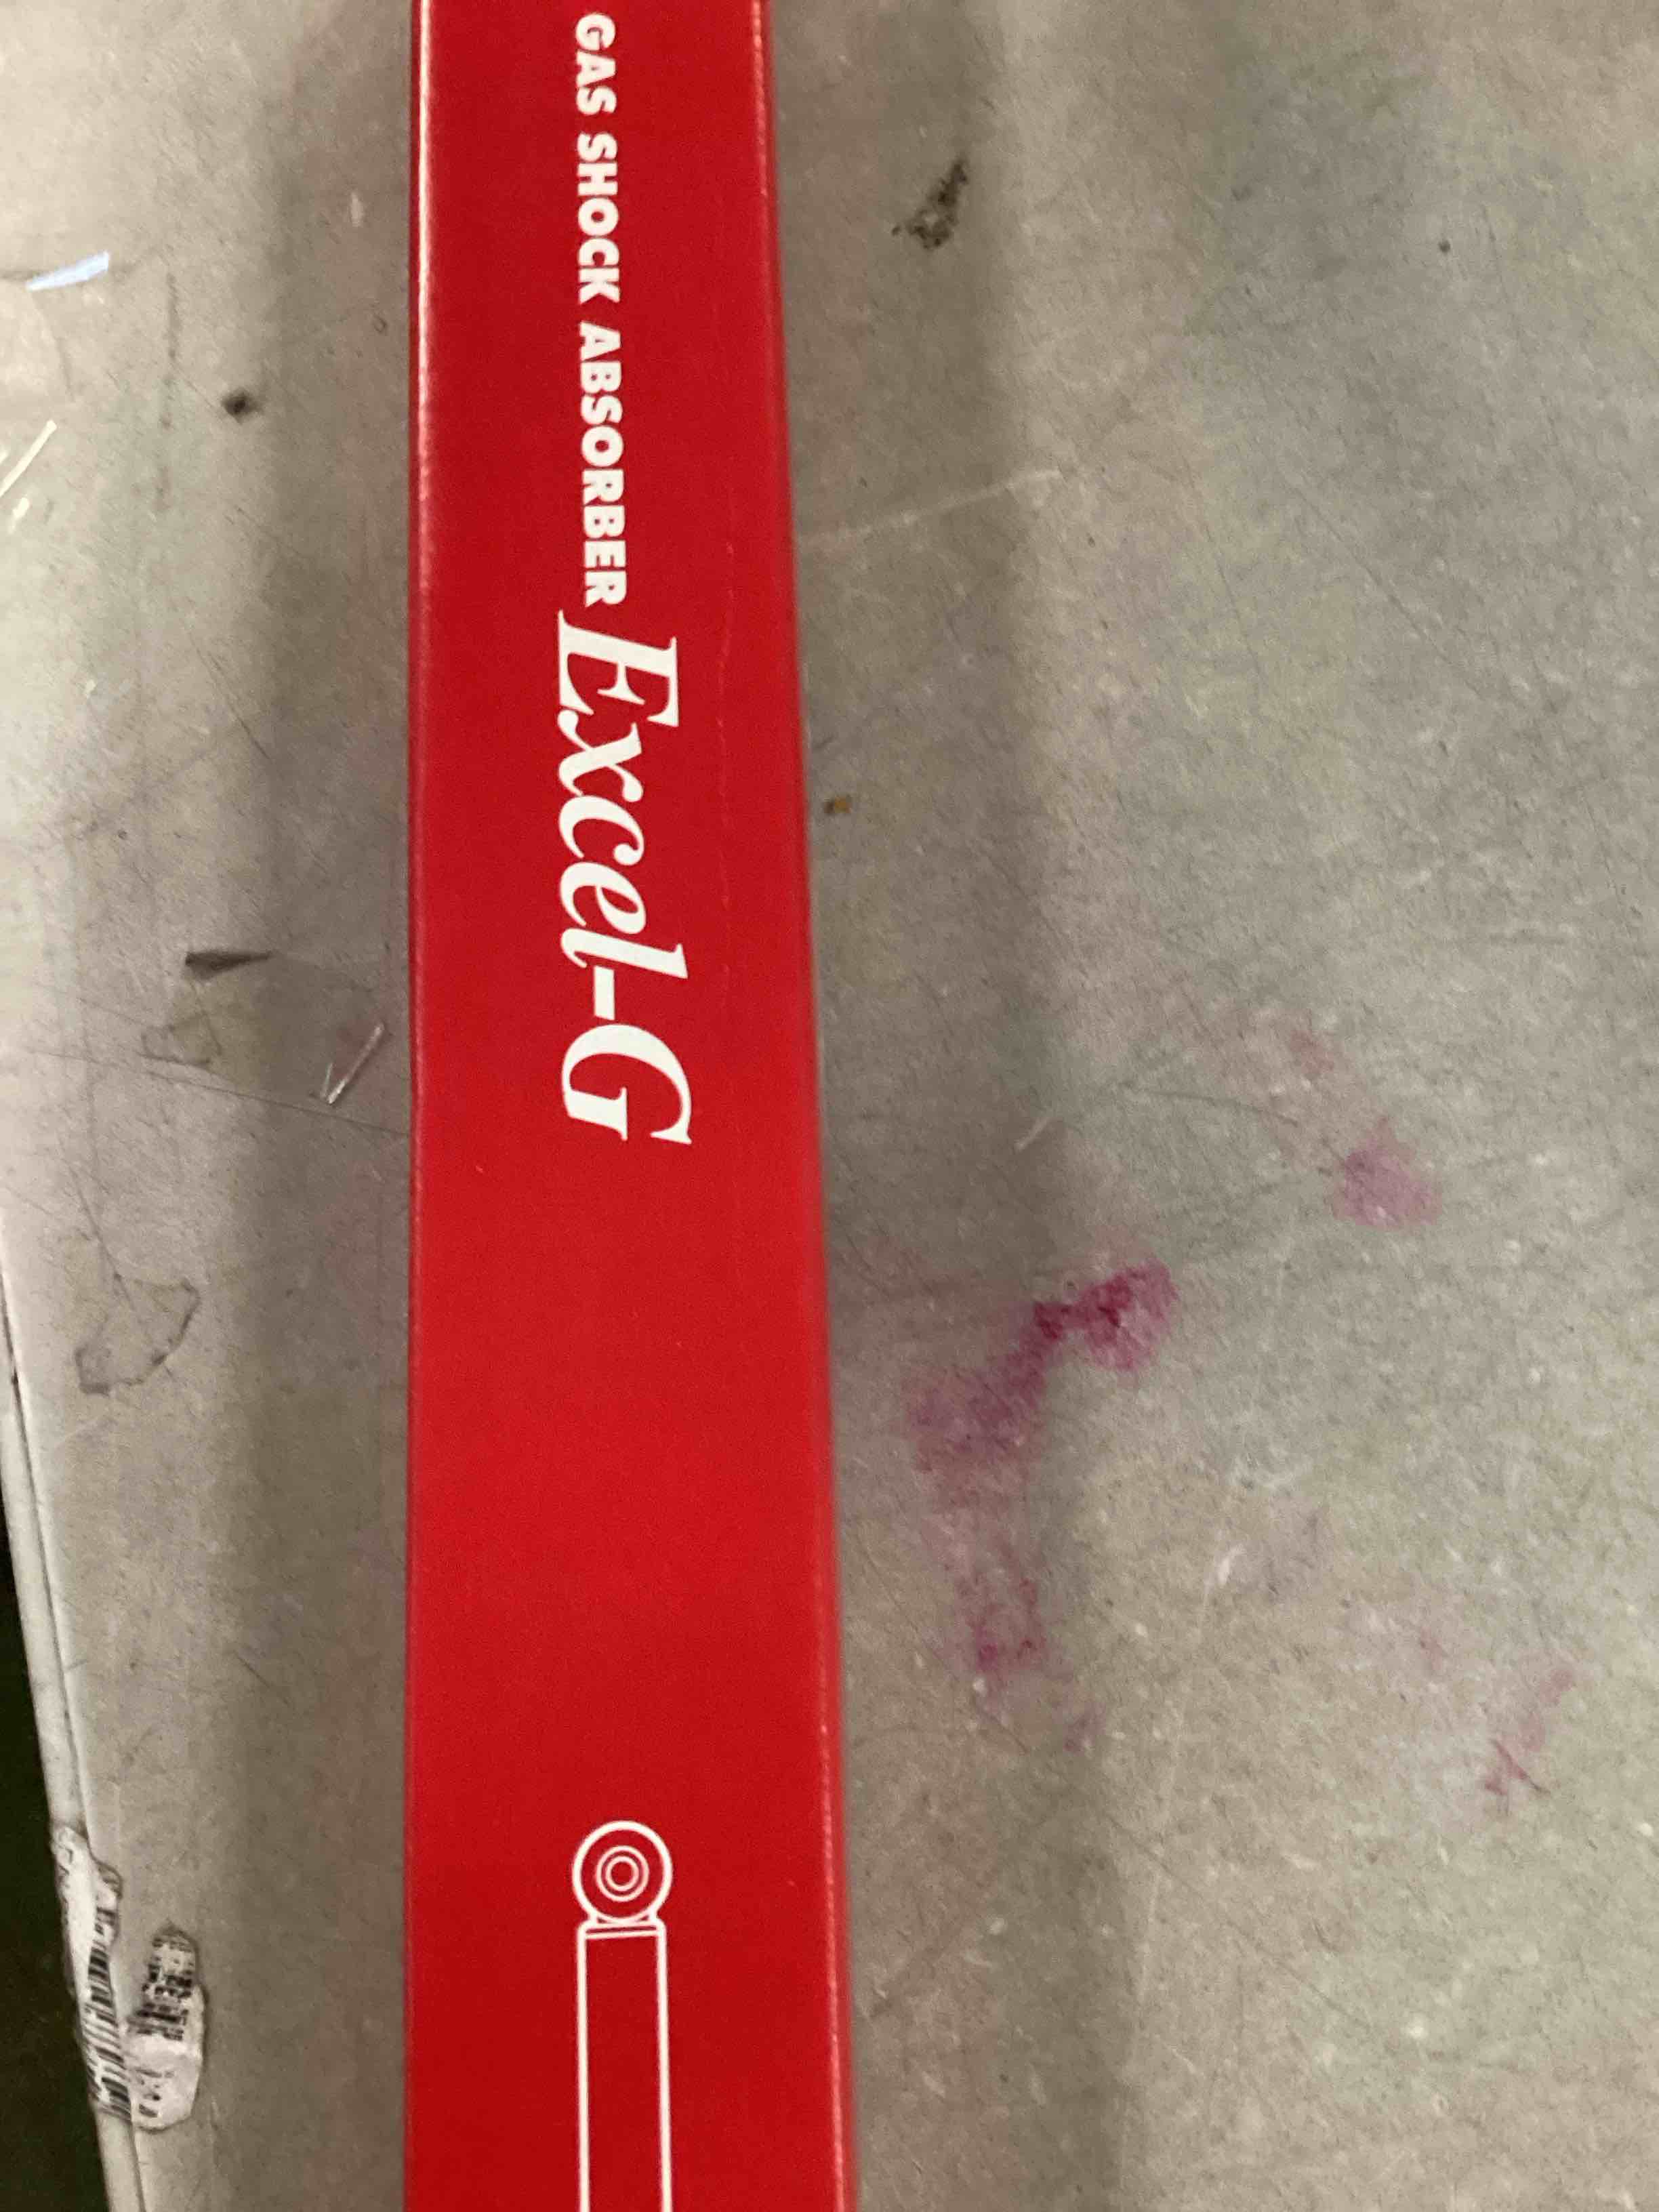 GAS SHOCK ABSORBER Excel-G